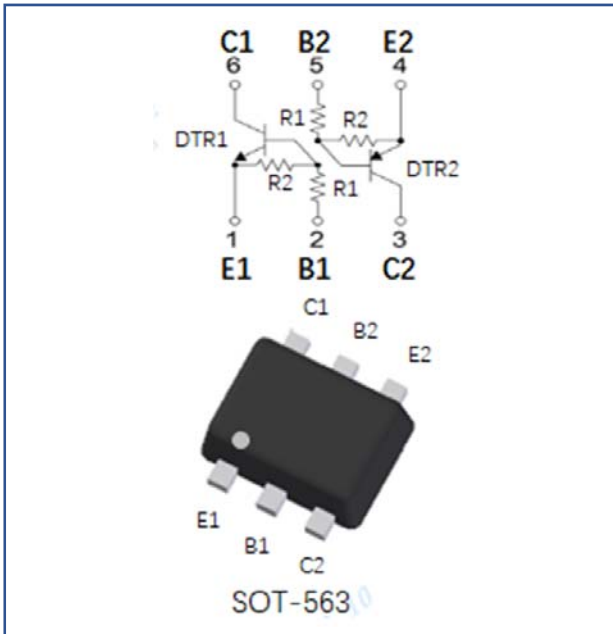 C1 B2 E2
6 5 4
R1 R2
DTR1 DTR2
R2 R1
1 2 3
E1 B1 C2
C1
B2
E2
E1
B1
C2
SOT-563